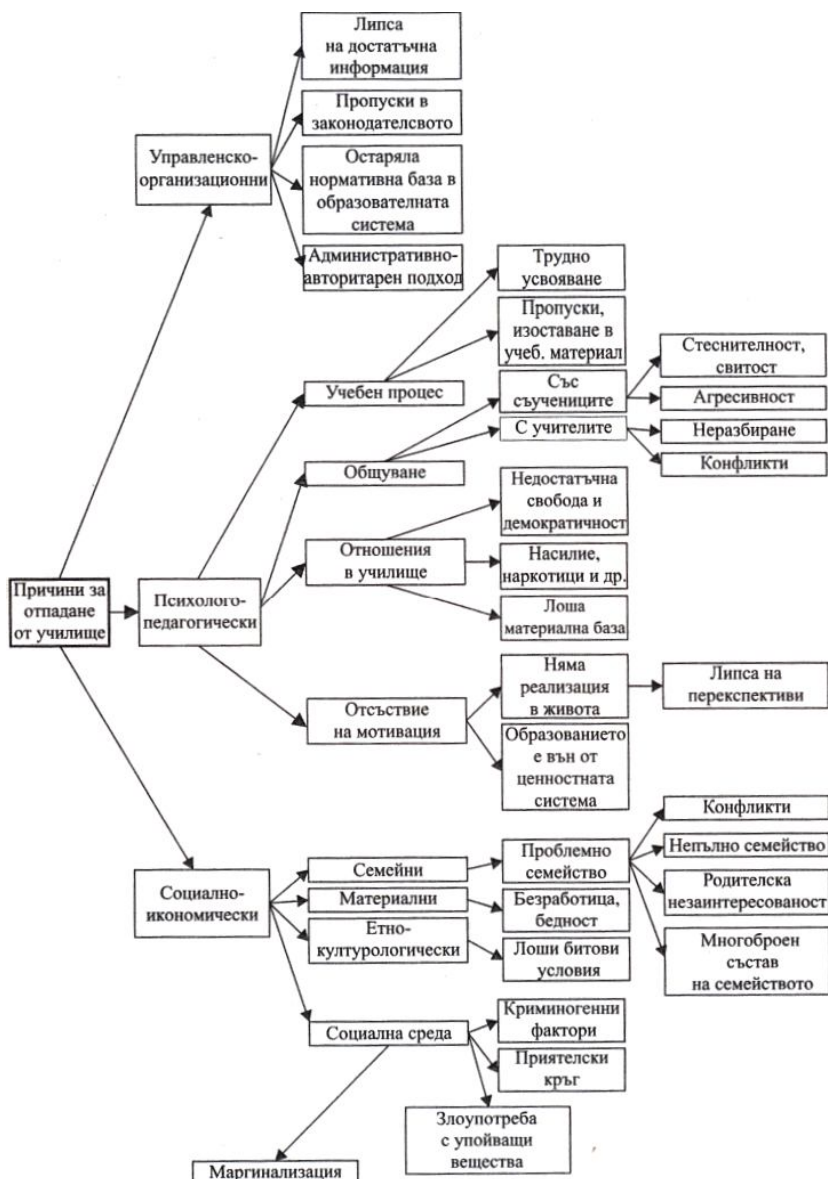 Липса
на достатъчна
информация
Пропуски в
законодателсвото
Управленско-
организационни
Остаряла
нормативна база в
образователната
система
Административно-
авторитарен подход
Трудно
усвояване
Пропуски,
изоставане в
учеб. материал
Учебен процес
Със
съучениците
Стеснителност,
свитост
Агресивност
С учителите
Неразбиране
Общуване
Конфликти
Недостатъчна
свобода и
демократичност
Отношения
в училище
Насилие,
наркотици и др.
Лоша
материална база
Причини за
отпадане
от училище
Психолого-
педагогически
Няма
реализация
в живота
Липса на
перекспективи
Отсъствие
на мотивация
Образованието
е вън от
ценностната
система
Социално-
икономически
Семейни
Проблемно
семейство
Конфликти
Непълно семейство
Родителска
незаинтересованост
Многоброен
състав
на семейството
Материални
Безработица,
бедност
Етно-
културологически
Лоши битови
условия
Социална среда
Криминогенни
фактори
Приятелски
кръг
Злоупотреба
с упойващи
вещества
Маргинализация